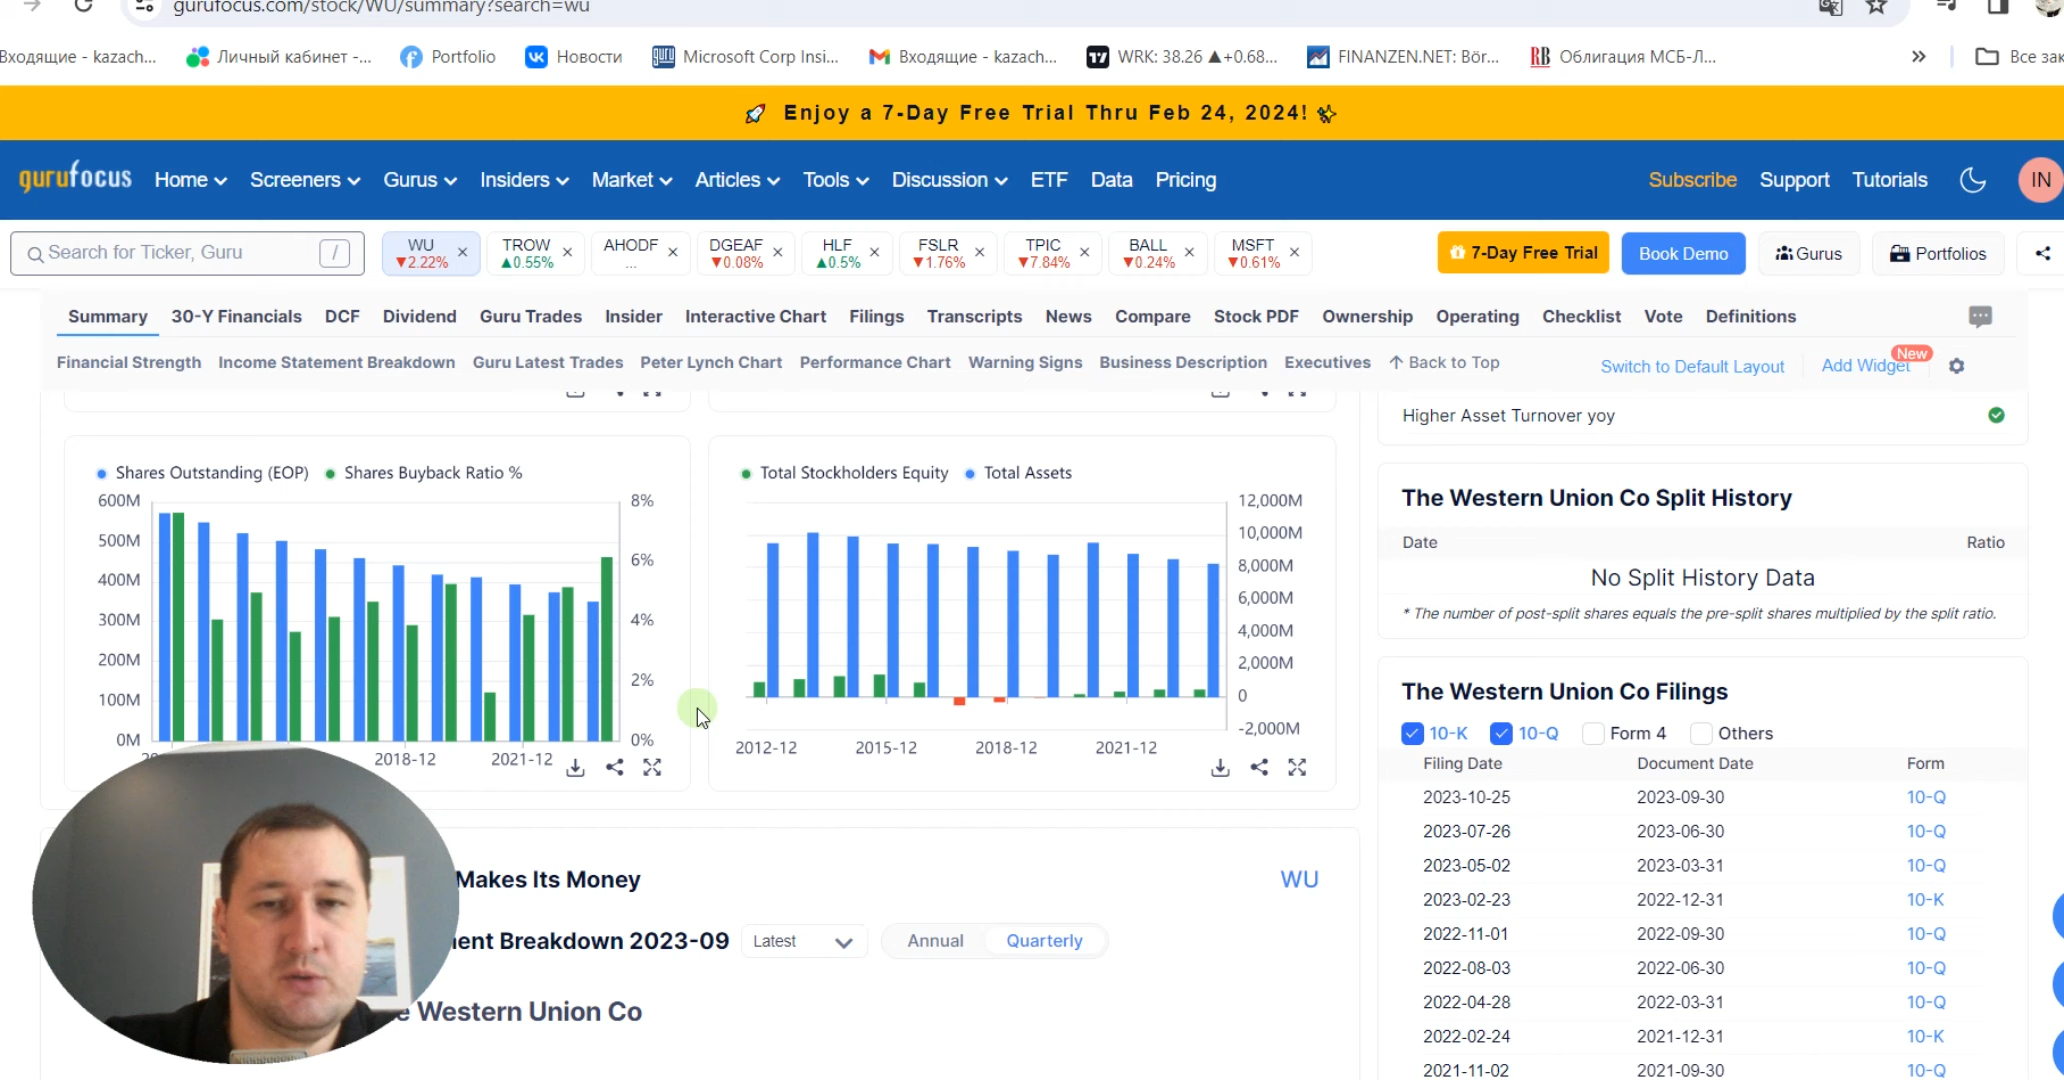 gurufocus.com/stock/WU/summary?search=wu
Входящие - kazach...
Личный кабинет -...
Portfolio
Новости
Microsoft Corp Insi...
Входящие - kazach...
WRK: 38.26 ▲+0.68...
FINANZEN.NET: Bör...
Облигация МСБ-Л...
»
Все зак
Enjoy a 7-Day Free Trial Thru Feb 24, 2024!
gurufocus
Home
Screeners
Gurus
Insiders
Market
Articles
Tools
Discussion
ETF
Data
Pricing
Subscribe
Support
Tutorials
IN
Search for Ticker, Guru
/
WU
▼2.22%
TROW
▲0.55%
AHODF
...
DGEAF
▼0.08%
HLF
▲0.5%
FSLR
▼1.76%
TPIC
▼7.84%
BALL
▼0.24%
MSFT
▼0.61%
7-Day Free Trial
Book Demo
Gurus
Portfolios
Summary
30-Y Financials
DCF
Dividend
Guru Trades
Insider
Interactive Chart
Filings
Transcripts
News
Compare
Stock PDF
Ownership
Operating
Checklist
Vote
Definitions
Financial Strength
Income Statement Breakdown
Guru Latest Trades
Peter Lynch Chart
Performance Chart
Warning Signs
Business Description
Executives
Back to Top
Switch to Default Layout
Add Widget
New
Higher Asset Turnover yoy
Shares Outstanding (EOP)
Shares Buyback Ratio %
600M
500M
400M
300M
200M
100M
0M
8%
6%
4%
2%
0%
2018-12
2021-12
Total Stockholders Equity
Total Assets
12,000M
10,000M
8,000M
6,000M
4,000M
2,000M
0
-2,000M
2012-12
2015-12
2018-12
2021-12
The Western Union Co Split History
Date
Ratio
No Split History Data
* The number of post-split shares equals the pre-split shares multiplied by the split ratio.
The Western Union Co Filings
10-K
10-Q
Form 4
Others
Filing Date
Document Date
Form
2023-10-25
2023-09-30
10-Q
2023-07-26
2023-06-30
10-Q
2023-05-02
2023-03-31
10-Q
2023-02-23
2022-12-31
10-K
2022-11-01
2022-09-30
10-Q
2022-08-03
2022-06-30
10-Q
2022-04-28
2022-03-31
10-Q
2022-02-24
2021-12-31
10-K
2021-11-02
2021-09-30
10-Q
Makes Its Money
WU
ent Breakdown 2023-09
Latest
Annual
Quarterly
e Western Union Co